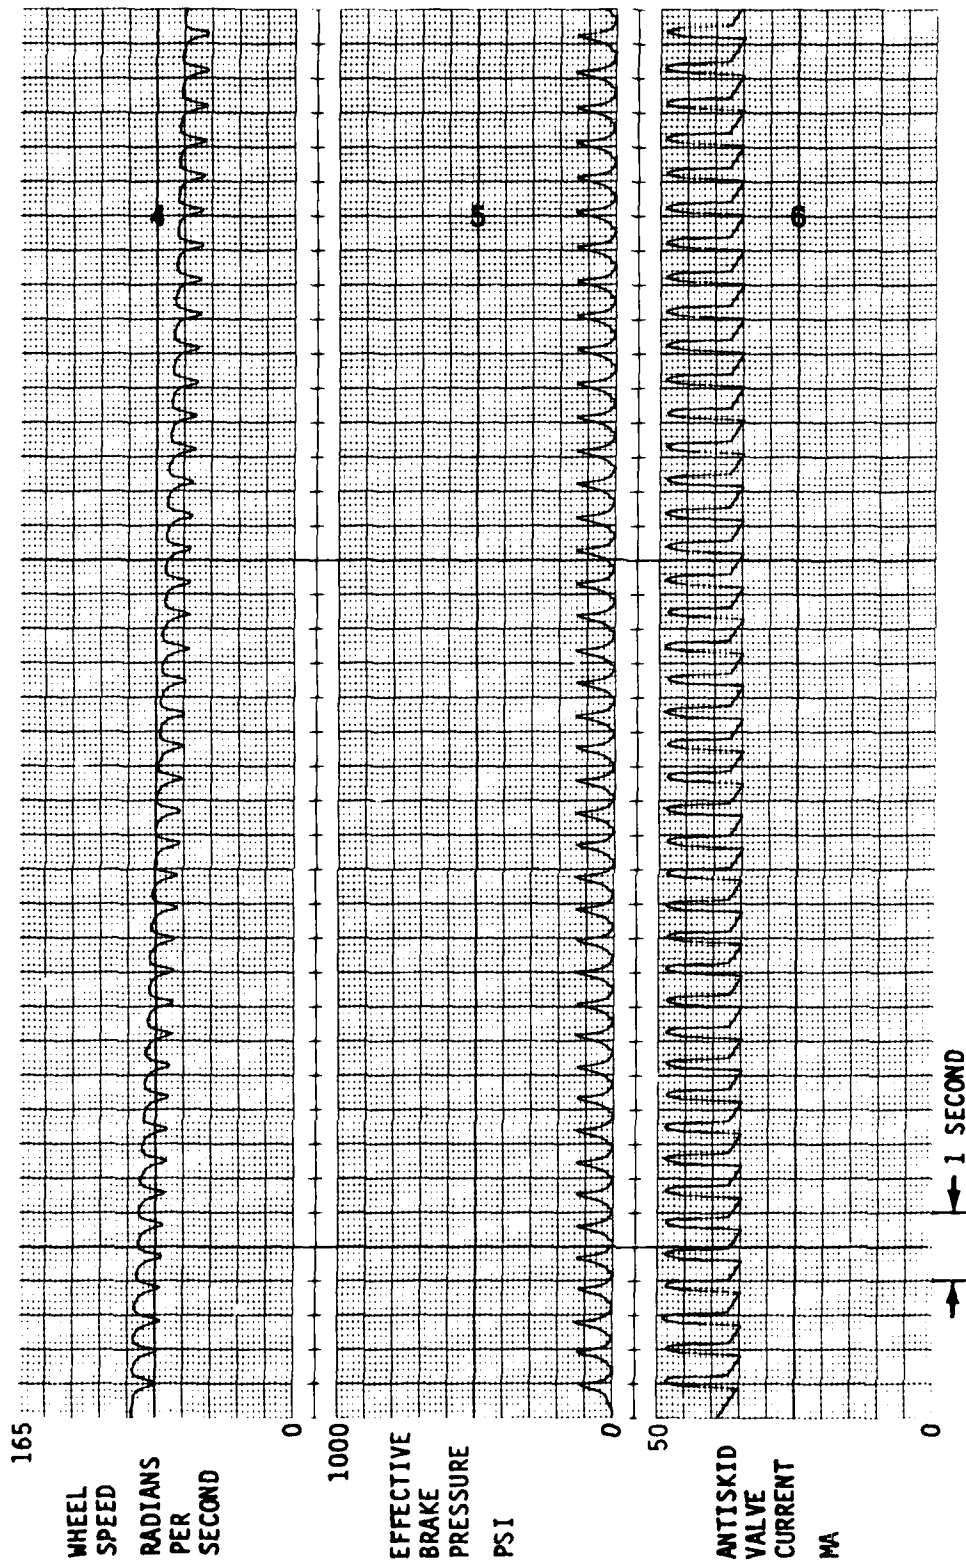 165
WHEEL
SPEED
RADIANS
PER
SECOND
0
4
1000
EFFECTIVE
BRAKE
PRESSURE
PSI
0
5
50
ANTISKID
VALVE
CURRENT
MA
0
6
1 SECOND